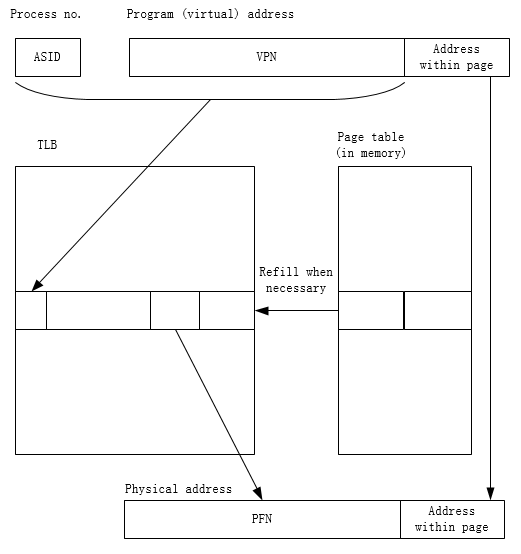 Process no.
Program (virtual) address
ASID
VPN
Address
within page
TLB
Page table
(in memory)
Refill when
necessary
Physical address
PFN
Address
within page